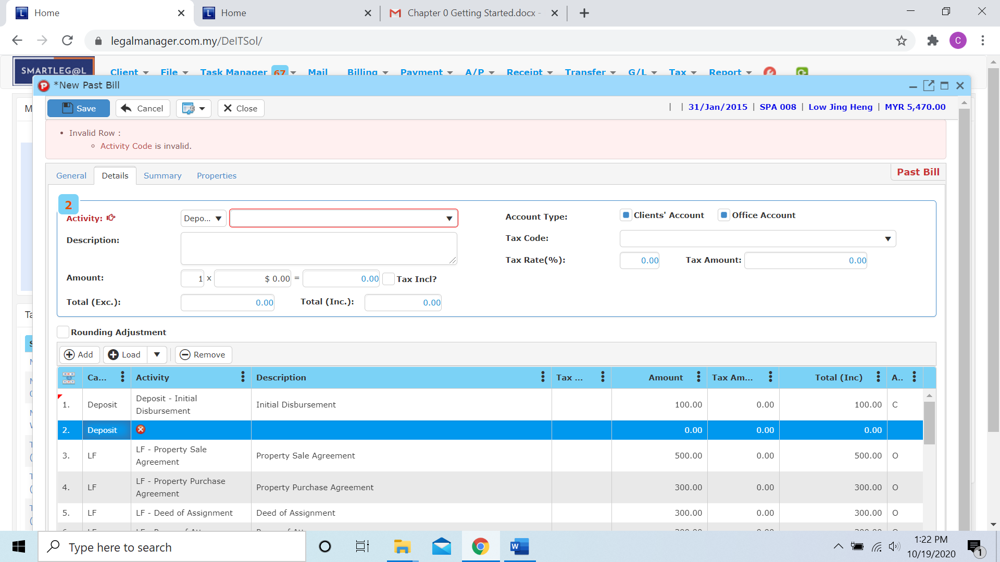 Home
Home
Chapter 0 Getting Started.docx -
legalmanager.com.my/DeITSol/
C
SMARTLEG@L
Client File Task Manager 67 Mail Billing Payment A/P Receipt Transfer G/L Tax Report
*New Past Bill
Save Cancel Close
| | 31/Jan/2015 | SPA 008 | Low Jing Heng | MYR 5,470.00
Invalid Row :
Activity Code is invalid.
General Details Summary Properties
Past Bill
2
Activity: Depo...
Account Type: Clients' Account Office Account
Description:
Tax Code:
Tax Rate(%): 0.00 Tax Amount: 0.00
Amount: 1 x $ 0.00 = 0.00 Tax Incl?
Total (Exc.): 0.00 Total (Inc.): 0.00
Rounding Adjustment
Add Load Remove
Ca... Activity Description Tax ... Amount Tax Am... Total (Inc) A..
1. Deposit Deposit - Initial Disbursement Initial Disbursement 100.00 0.00 100.00 C
2. Deposit 0.00 0.00 0.00
3. LF LF - Property Sale Agreement Property Sale Agreement 500.00 0.00 500.00 O
4. LF LF - Property Purchase Agreement Property Purchase Agreement 300.00 0.00 300.00 O
5. LF LF - Deed of Assignment Deed of Assignment 300.00 0.00 300.00 O
Type here to search
1:22 PM
10/19/2020
1